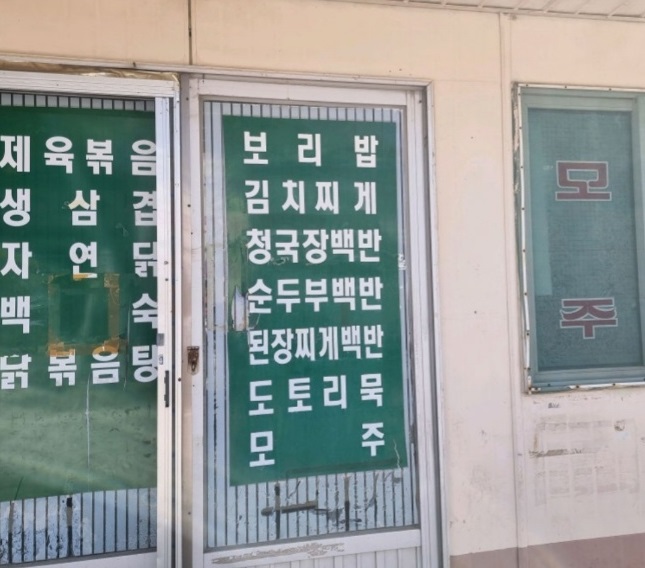 제육볶음
생 삼 겹
자 연 닭
백 숙
닭볶음탕
보 리 밥
김치찌게
청국장백반
순두부백반
된장찌게백반
도토리묵
모 주
모
주